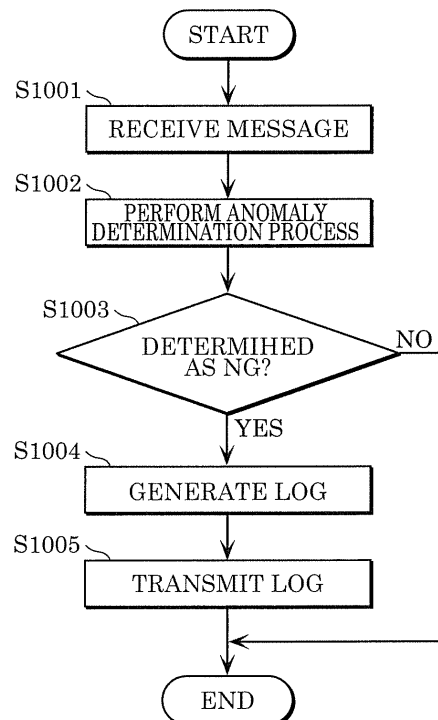 START
S1001
RECEIVE MESSAGE
S1002
PERFORM ANOMALY
DETERMINATION PROCESS
S1003
DETERMIHED
AS NG?
NO
YES
S1004
GENERATE LOG
S1005
TRANSMIT LOG
END